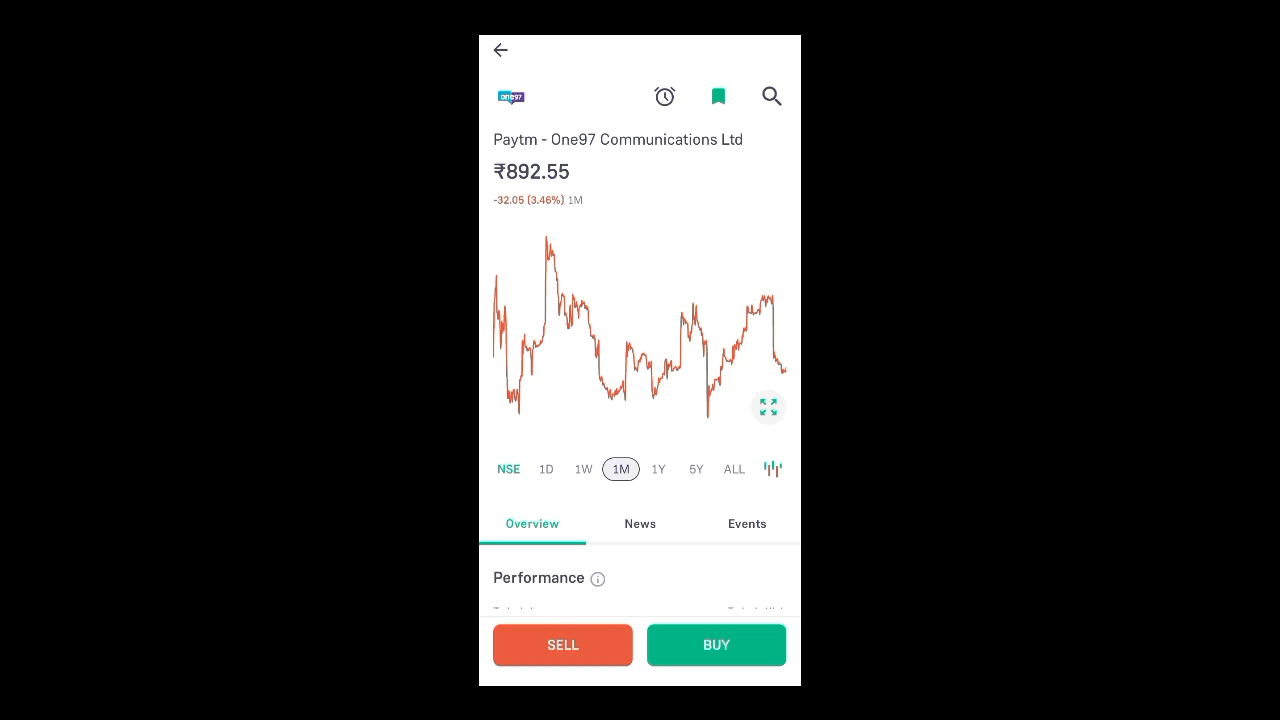 one97
Paytm - One97 Communications Ltd
₹892.55
-32.05 (3.46%) 1M
NSE 1D 1W 1M 1Y 5Y ALL
Overview News Events
Performance
SELL BUY